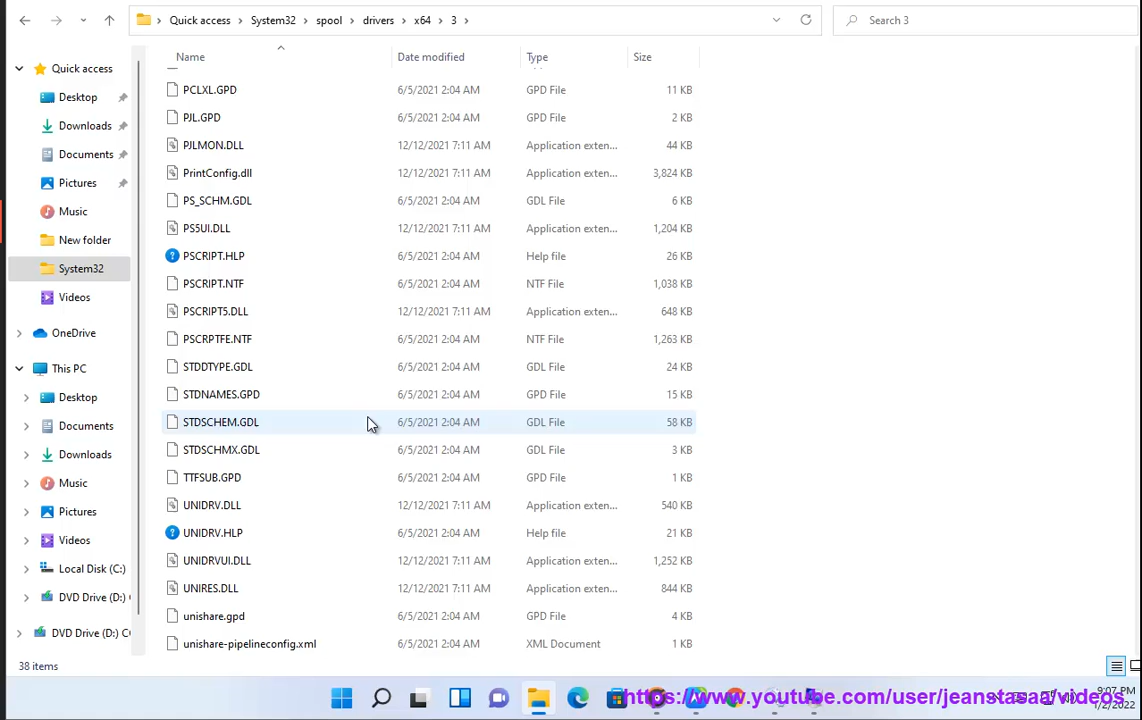 Quick access > System32 > spool > drivers > x64 > 3 >
Search 3
Name Date modified Type Size
Quick access
Desktop
Downloads
Documents
Pictures
Music
New folder
System32
Videos
OneDrive
This PC
Desktop
Documents
Downloads
Music
Pictures
Videos
Local Disk (C:)
DVD Drive (D:)
DVD Drive (D:) C
PCLXL.GPD 6/5/2021 2:04 AM GPD File 11 KB
PJL.GPD 6/5/2021 2:04 AM GPD File 2 KB
PJLMON.DLL 12/12/2021 7:11 AM Application exten... 44 KB
PrintConfig.dll 12/12/2021 7:11 AM Application exten... 3,824 KB
PS_SCHM.GDL 6/5/2021 2:04 AM GDL File 6 KB
PS5UI.DLL 12/12/2021 7:11 AM Application exten... 1,204 KB
PSCRIPT.HLP 6/5/2021 2:04 AM Help file 26 KB
PSCRIPT.NTF 6/5/2021 2:04 AM NTF File 1,038 KB
PSCRIPT5.DLL 12/12/2021 7:11 AM Application exten... 648 KB
PSCRPTFE.NTF 6/5/2021 2:04 AM NTF File 1,263 KB
STDDTYPE.GDL 6/5/2021 2:04 AM GDL File 24 KB
STDNAMES.GPD 6/5/2021 2:04 AM GPD File 15 KB
STDSCHEM.GDL 6/5/2021 2:04 AM GDL File 58 KB
STDSCHMX.GDL 6/5/2021 2:04 AM GDL File 3 KB
TTFSUB.GPD 6/5/2021 2:04 AM GPD File 1 KB
UNIDRV.DLL 12/12/2021 7:11 AM Application exten... 540 KB
UNIDRV.HLP 6/5/2021 2:04 AM Help file 21 KB
UNIDRVUI.DLL 12/12/2021 7:11 AM Application exten... 1,252 KB
UNIRES.DLL 12/12/2021 7:11 AM Application exten... 844 KB
unishare.gpd 6/5/2021 2:04 AM GPD File 4 KB
unishare-pipelineconfig.xml 6/5/2021 2:04 AM XML Document 1 KB
38 items
https://www.youtube.com/user/jeanstaaaa/videos
9:07 PM
1/2/2022